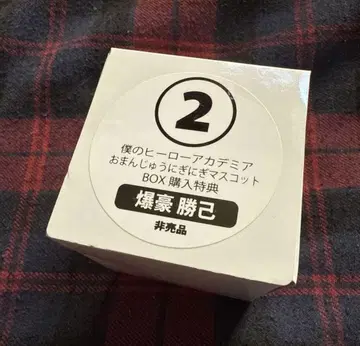 ②
僕のヒーローアカデミア
おまんじゅうにぎにぎマスコット
BOX購入特典
爆豪 勝己
非売品